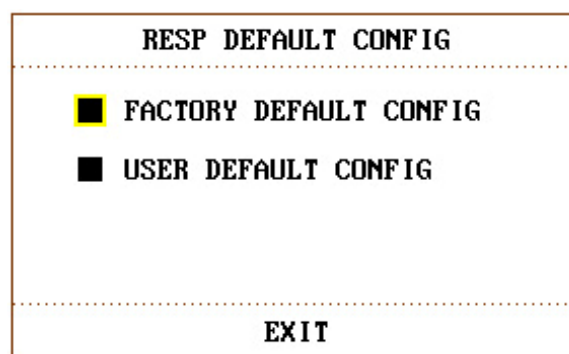 RESP DEFAULT CONFIG
FACTORY DEFAULT CONFIG
USER DEFAULT CONFIG
EXIT